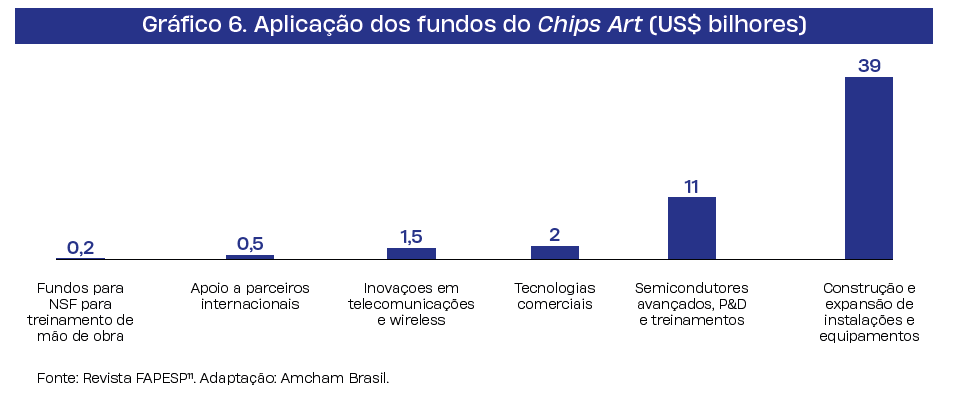 Gráfico 6. Aplicação dos fundos do Chips Art (US$ bilhores)
39
11
2
1,5
0,5
0,2
Fundos para
NSF para
treinamento de
mão de obra
Apoio a parceiros
internacionais
Inovaçoes em
telecomunicações
e wireless
Tecnologias
comerciais
Semicondutores
avançados, P&D
e treinamentos
Construção e
expansão de
instalações e
equipamentos
Fonte: Revista FAPESP¹¹. Adaptação: Amcham Brasil.